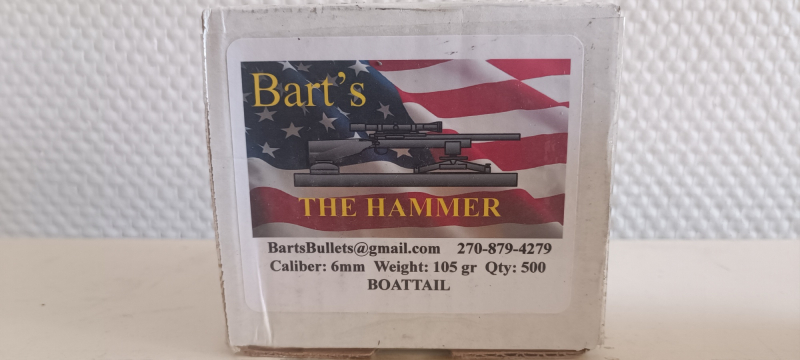 Bart's
THE HAMMER
BartsBullets@gmail.com 270-879-4279
Caliber: 6mm Weight: 105 gr Qty: 500
BOATTAIL